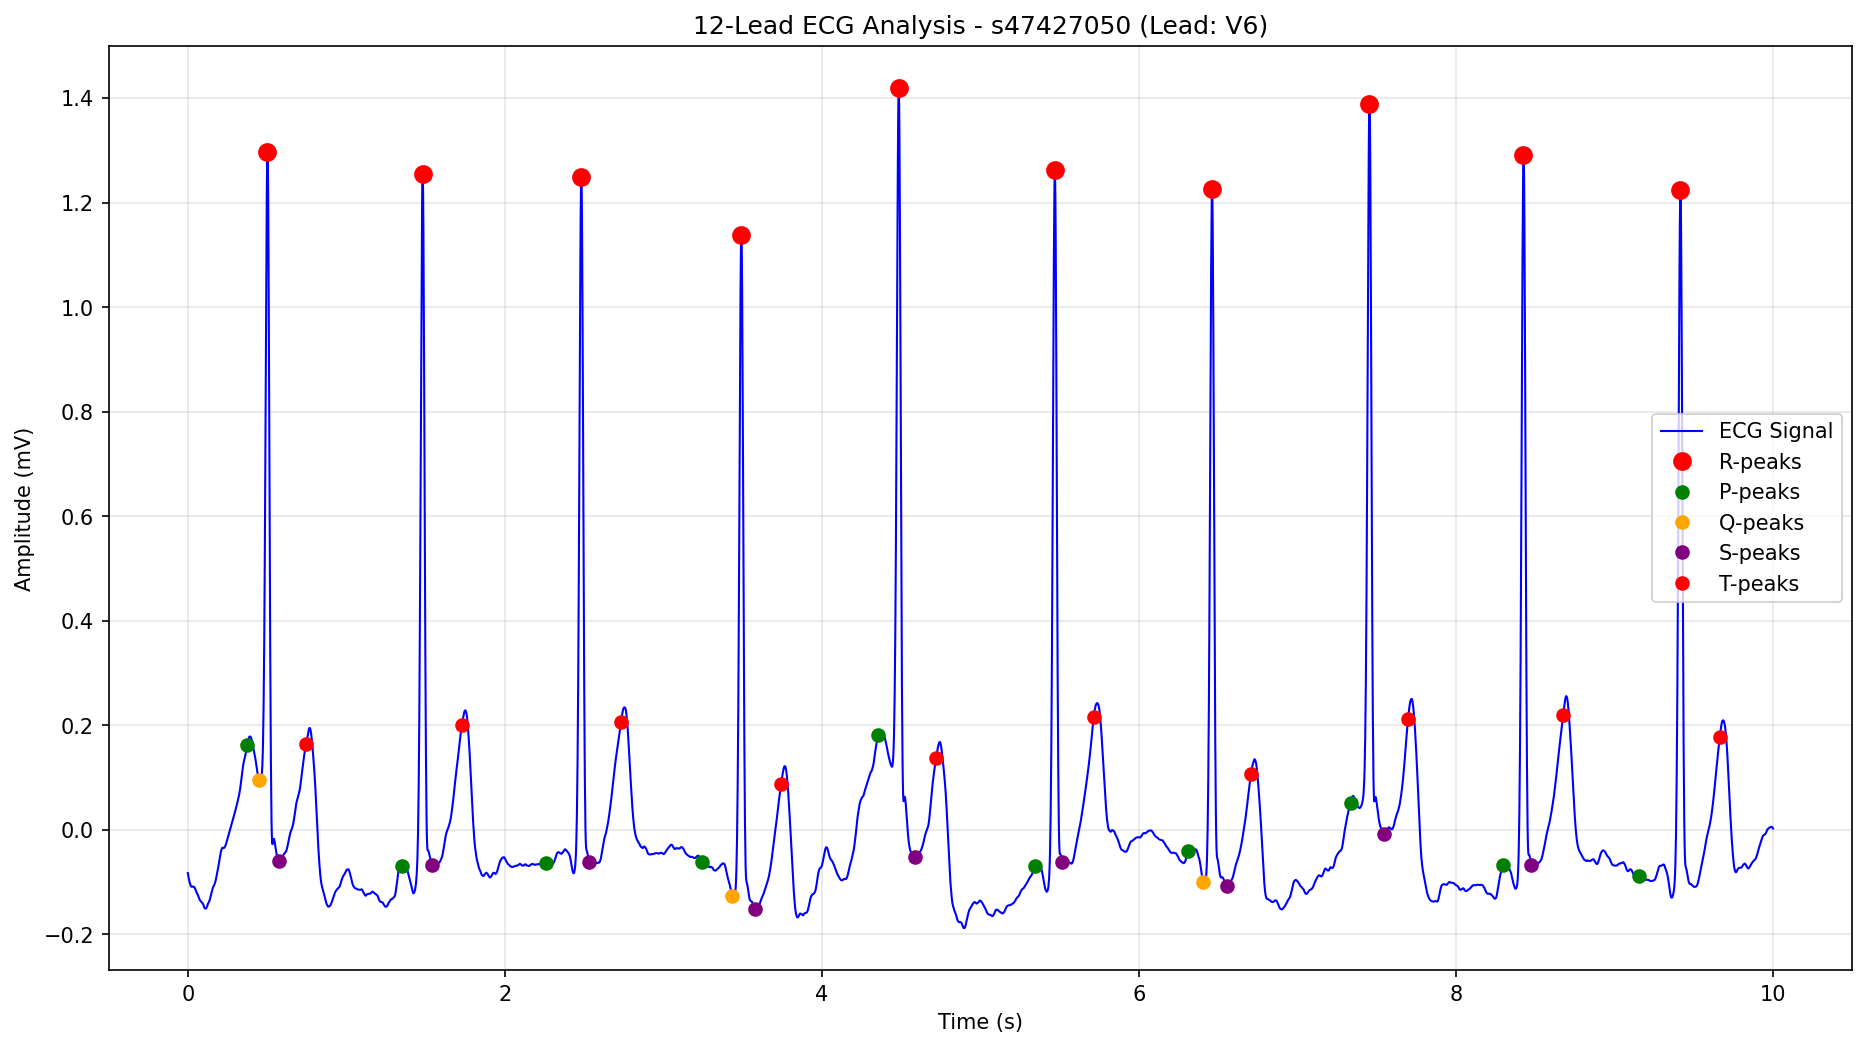 12-Lead ECG Analysis - s47427050 (Lead: V6)
Amplitude (mV)
1.4
1.2
1.0
0.8
0.6
0.4
0.2
0.0
−0.2
ECG Signal
R-peaks
P-peaks
Q-peaks
S-peaks
T-peaks
0 2 4 6 8 10
Time (s)